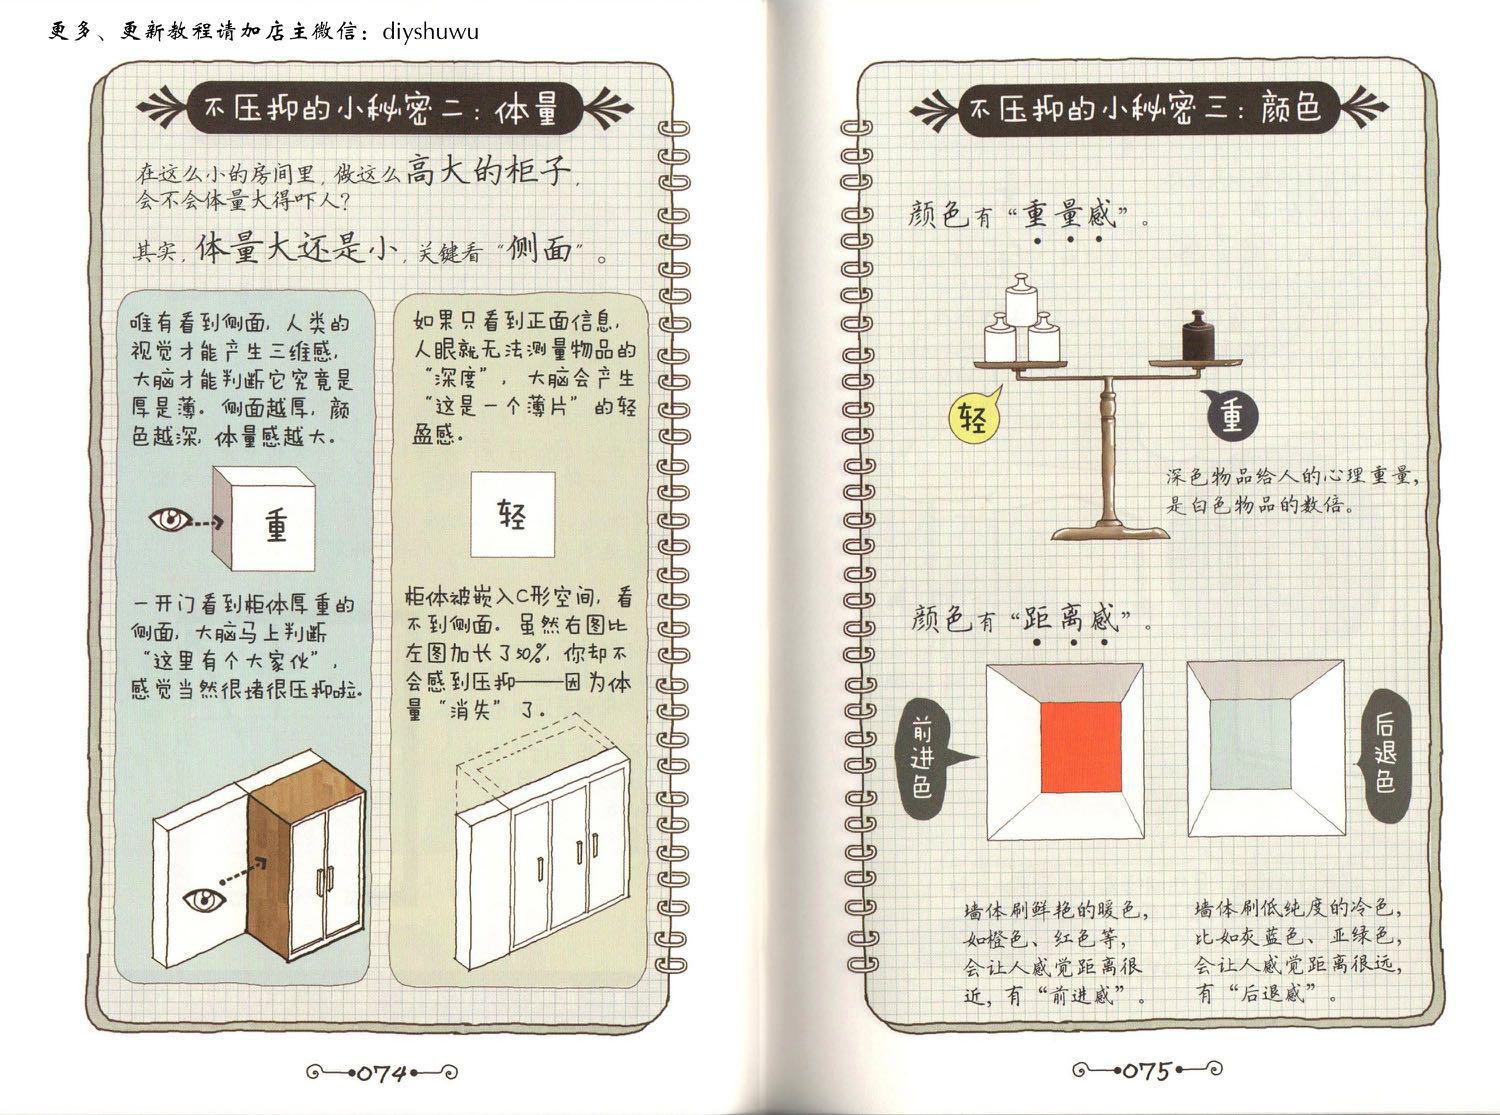 更多、更新教程请加店主微信：diyshuwu
不压抑的小秘密二：体量
在这么小的房间里，做这么高大的柜子，
会不会体量大得吓人？
其实，体量大还是小，关键看“侧面”。
唯有看到侧面，人类的
视觉才能产生三维感，
大脑才能判断它究竟是
厚是薄。侧面越厚，颜
色越深，体量感越大。
重
一开门看到柜体厚重的
侧面，大脑马上判断
“这里有个大家伙”，
感觉当然很堵很压抑啦。
如果只看到正面信息，
人眼就无法测量物品的
“深度”，大脑会产生
“这是一个薄片”的轻
盈感。
轻
柜体被嵌入C形空间，看
不到侧面。虽然右图比
左图加长了50%，你却不
会感到压抑——因为体
量“消失”了。
074
不压抑的小秘密三：颜色
颜色有“重量感”。
轻
重
深色物品给人的心理重量，
是白色物品的数倍。
颜色有“距离感”。
前进色
后退色
墙体刷鲜艳的暖色，
如橙色、红色等，
会让人感觉距离很
近，有“前进感”。
墙体刷低纯度的冷色，
比如灰蓝色、亚绿色，
会让人感觉距离很远，
有“后退感”。
075